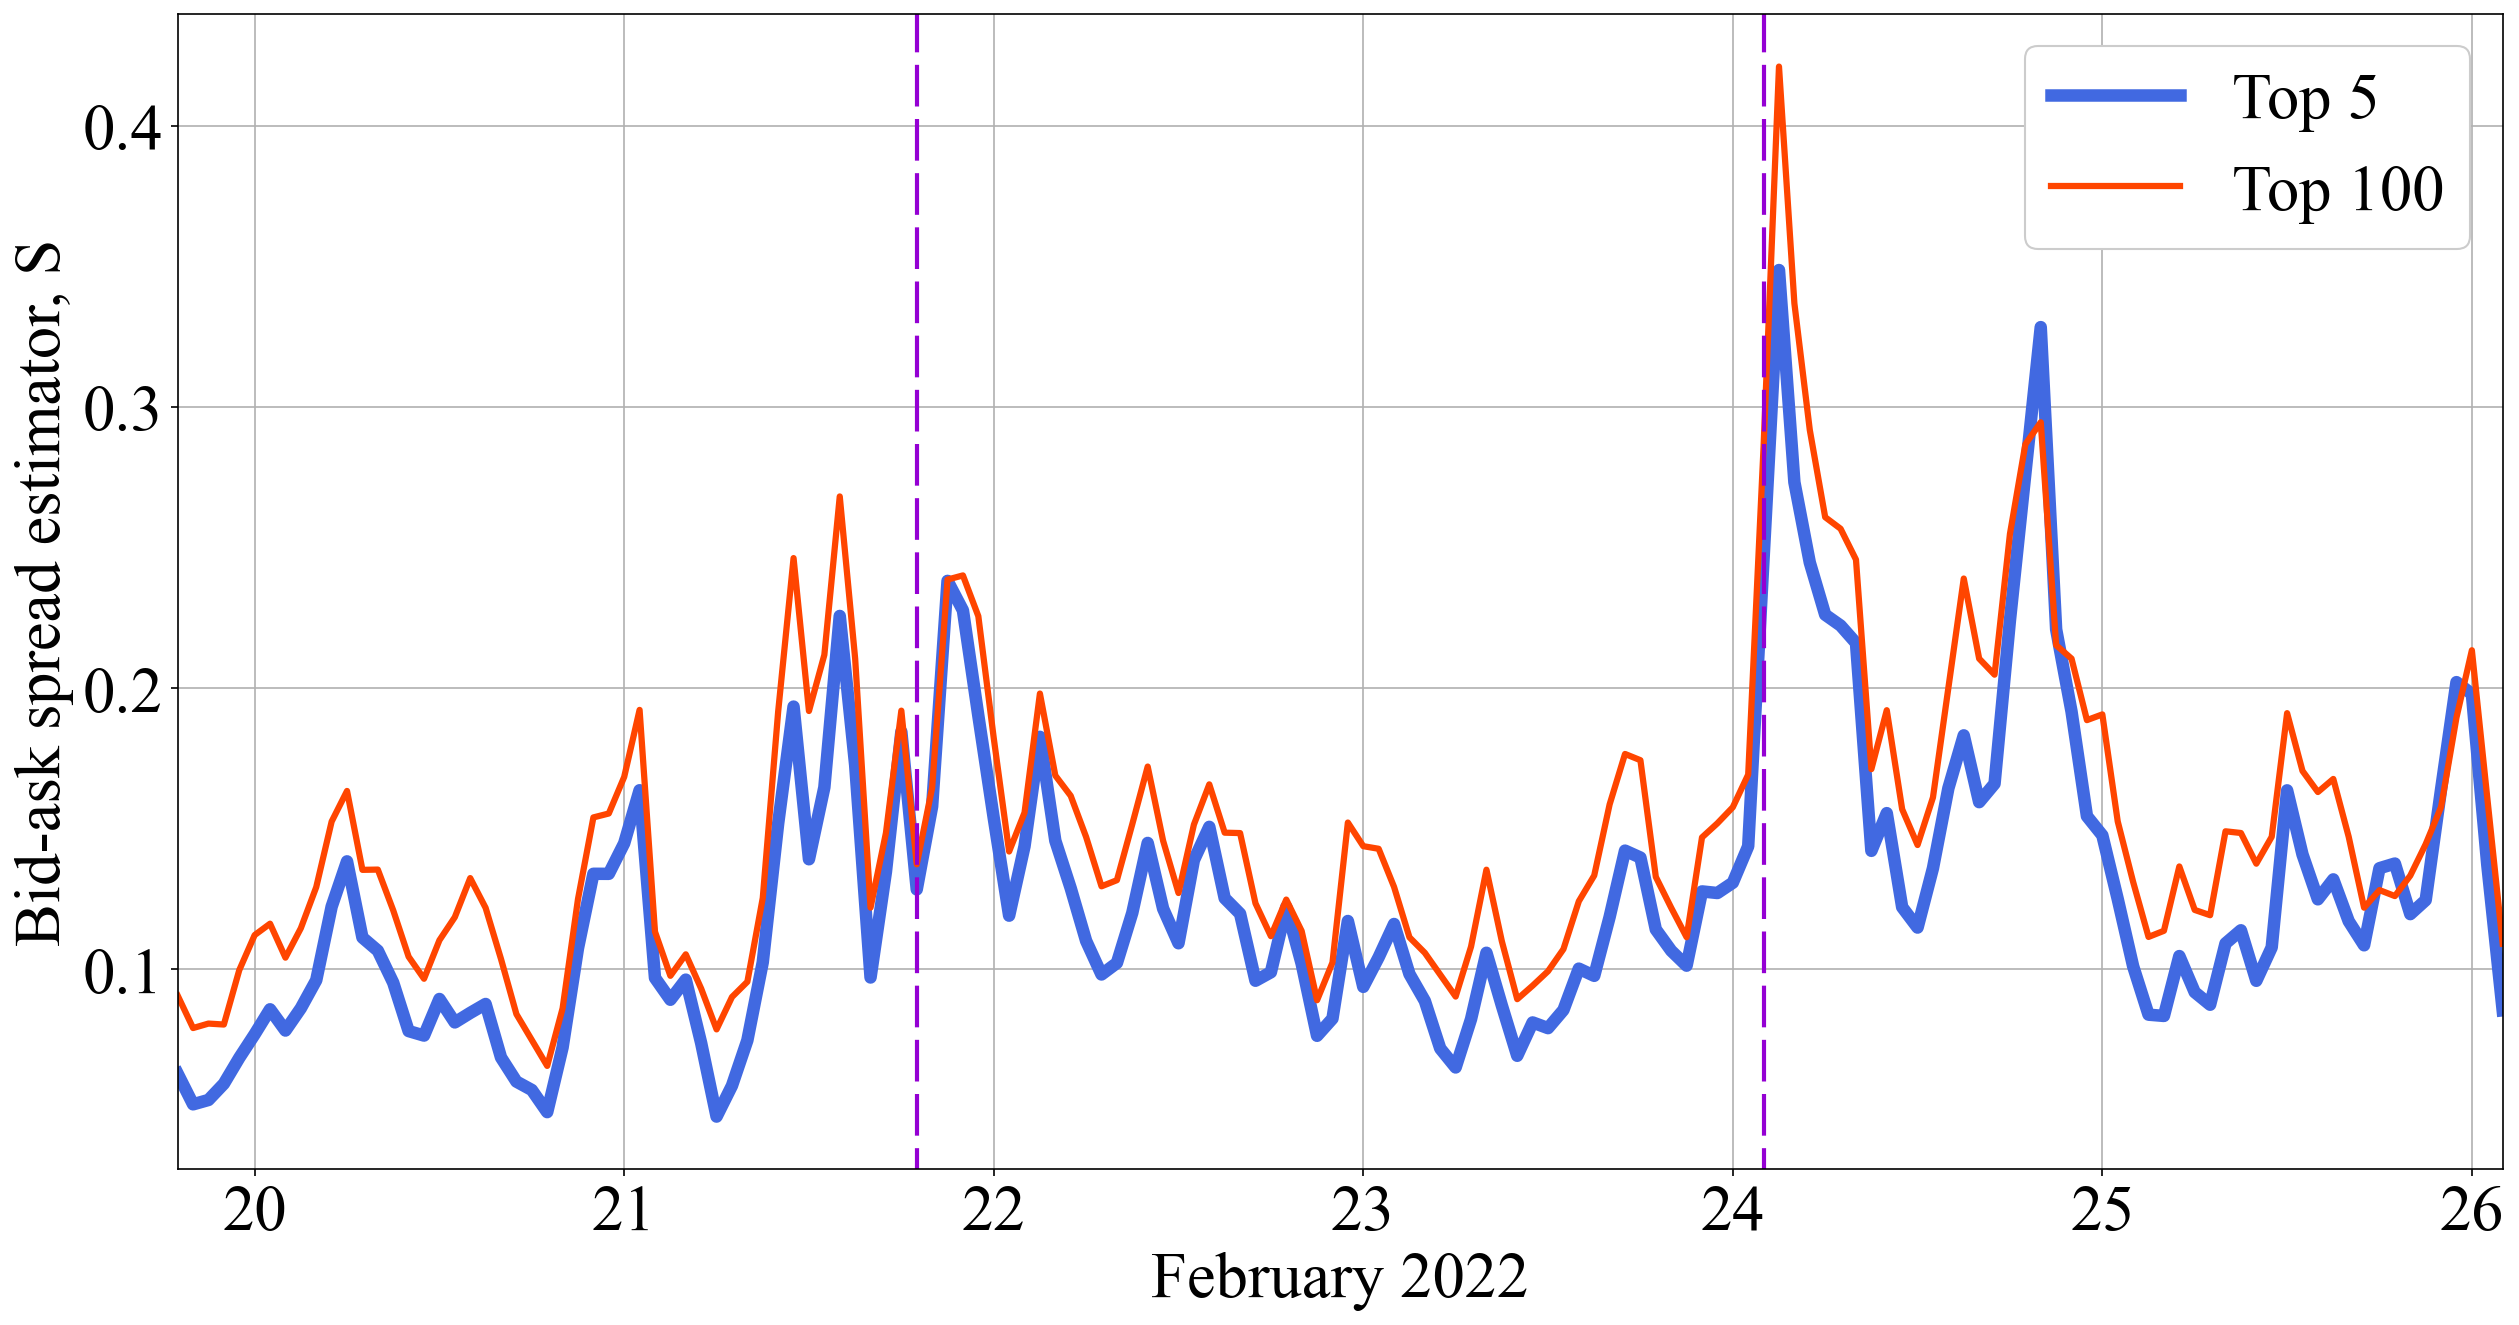 Bid-ask spread estimator, S
0.4
0.3
0.2
0.1
Top 5
Top 100
20 21 22 23 24 25 26
February 2022